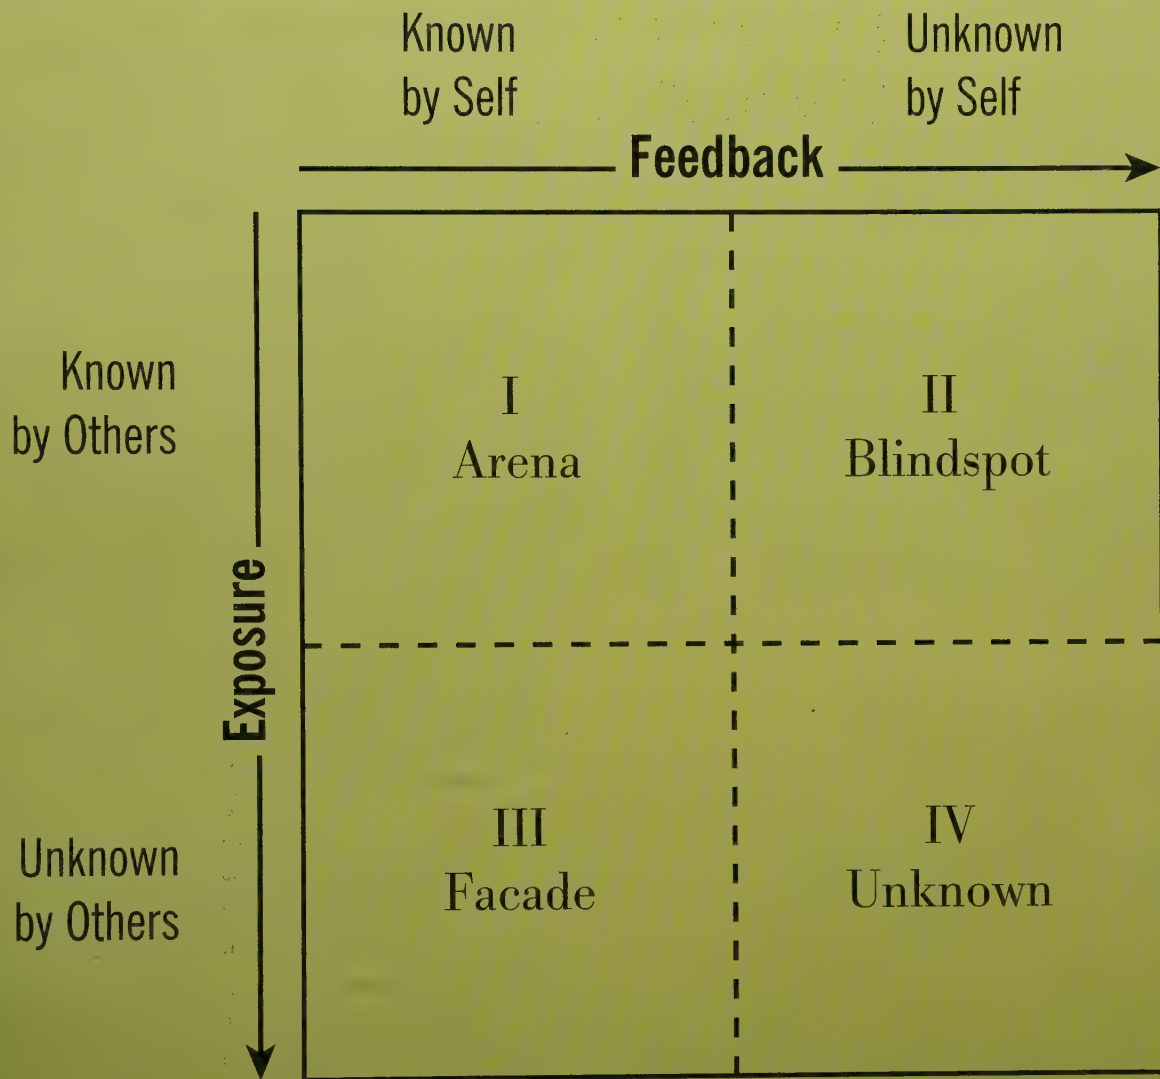 Known
by Self
Unknown
by Self
Feedback
Known
by Others
I
Arena
II
Blindspot
Exposure
Unknown
by Others
III
Facade
IV
Unknown